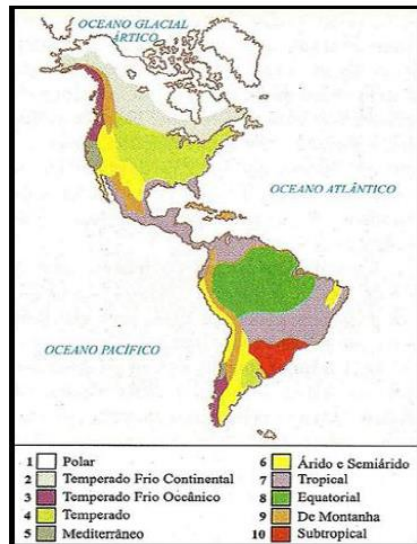 OCEANO GLACIAL
ÁRTICO
OCEANO ATLÂNTICO
OCEANO PACÍFICO
1 Polar
2 Temperado Frio Continental
3 Temperado Frio Oceânico
4 Temperado
5 Mediterrâneo
6 Árido e Semiárido
7 Tropical
8 Equatorial
9 De Montanha
10 Subtropical